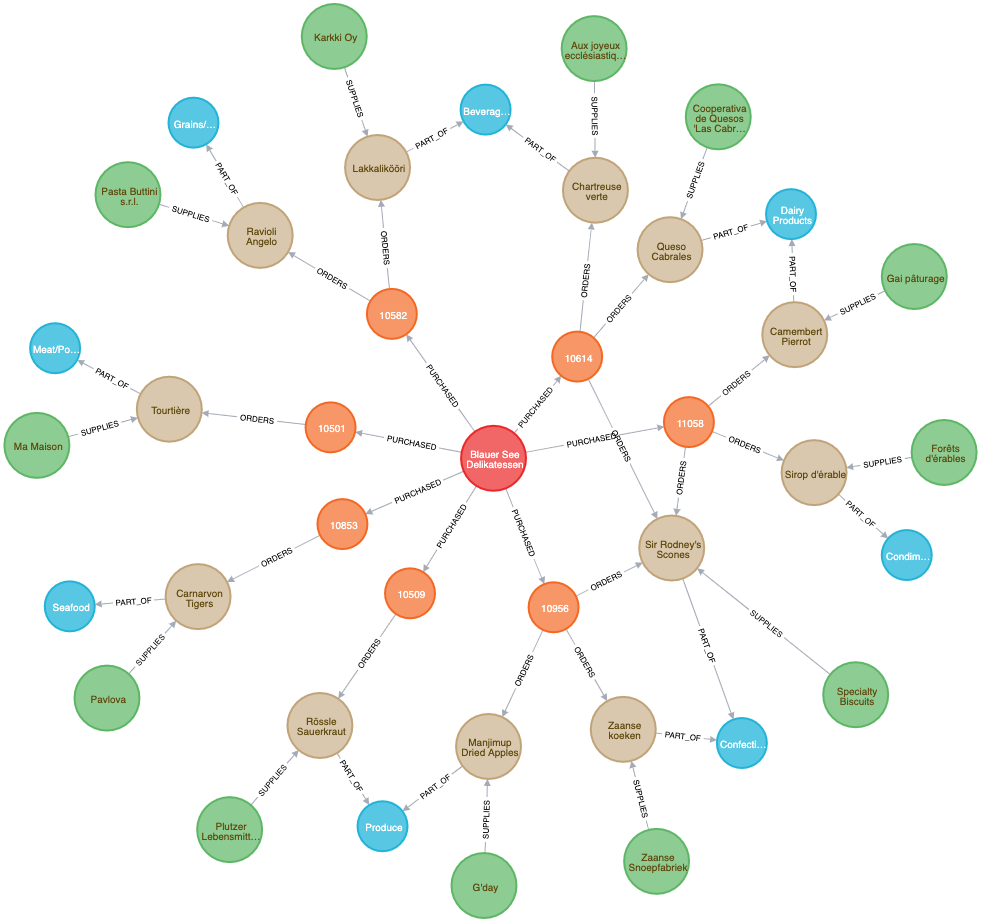 Karkki Oy
Aux joyeux
ecclésiastiq…
SUPPLIES
SUPPLIES
Grains/…
Beverag…
Cooperativa
de Quesos
'Las Cabr…
PART_OF
PART_OF
Lakkalikööri
Pasta Buttini
s.r.l.
PART_OF
SUPPLIES
Chartreuse
verte
SUPPLIES
Dairy
Products
Ravioli
Angelo
ORDERS
PART_OF
Queso
Cabrales
ORDERS
ORDERS
PART_OF
Gai pâturage
ORDERS
SUPPLIES
10582
Camembert
Pierrot
Meat/Po…
10614
PART_OF
PURCHASED
ORDERS
Tourtière
PURCHASED
ORDERS
10501
11058
SUPPLIES
Ma Maison
PURCHASED
PURCHASED
ORDERS
ORDERS
Blauer See
Delikatessen
Forêts
d'érables
SUPPLIES
Sirop d'érable
ORDERS
PURCHASED
PART_OF
10853
PURCHASED
PURCHASED
Sir Rodney's
Scones
Condim…
ORDERS
ORDERS
Carnarvon
Tigers
10509
10956
Seafood
PART_OF
SUPPLIES
SUPPLIES
ORDERS
ORDERS
ORDERS
PART_OF
Pavlova
Specialty
Biscuits
Rössle
Sauerkraut
Zaanse
koeken
PART_OF
Confecti…
Manjimup
Dried Apples
SUPPLIES
PART_OF
PART_OF
SUPPLIES
SUPPLIES
Plutzer
Lebensmitt…
Produce
Zaanse
Snoepfabriek
G'day